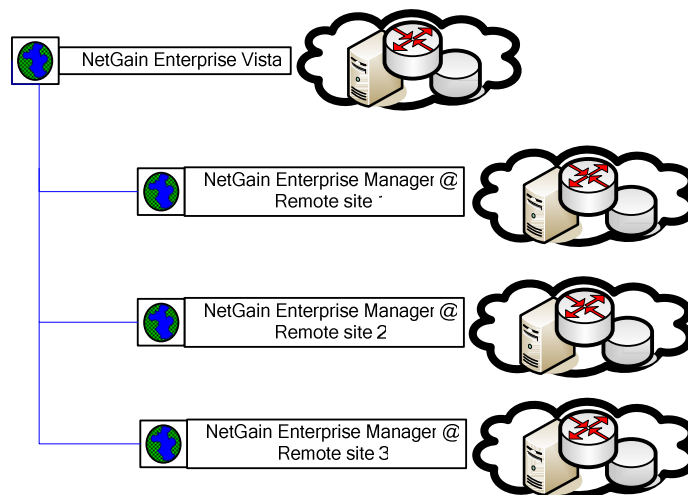 NetGain Enterprise Vista
NetGain Enterprise Manager @
Remote site
NetGain Enterprise Manager @
Remote site 2
NetGain Enterprise Manager @
Remote site 3